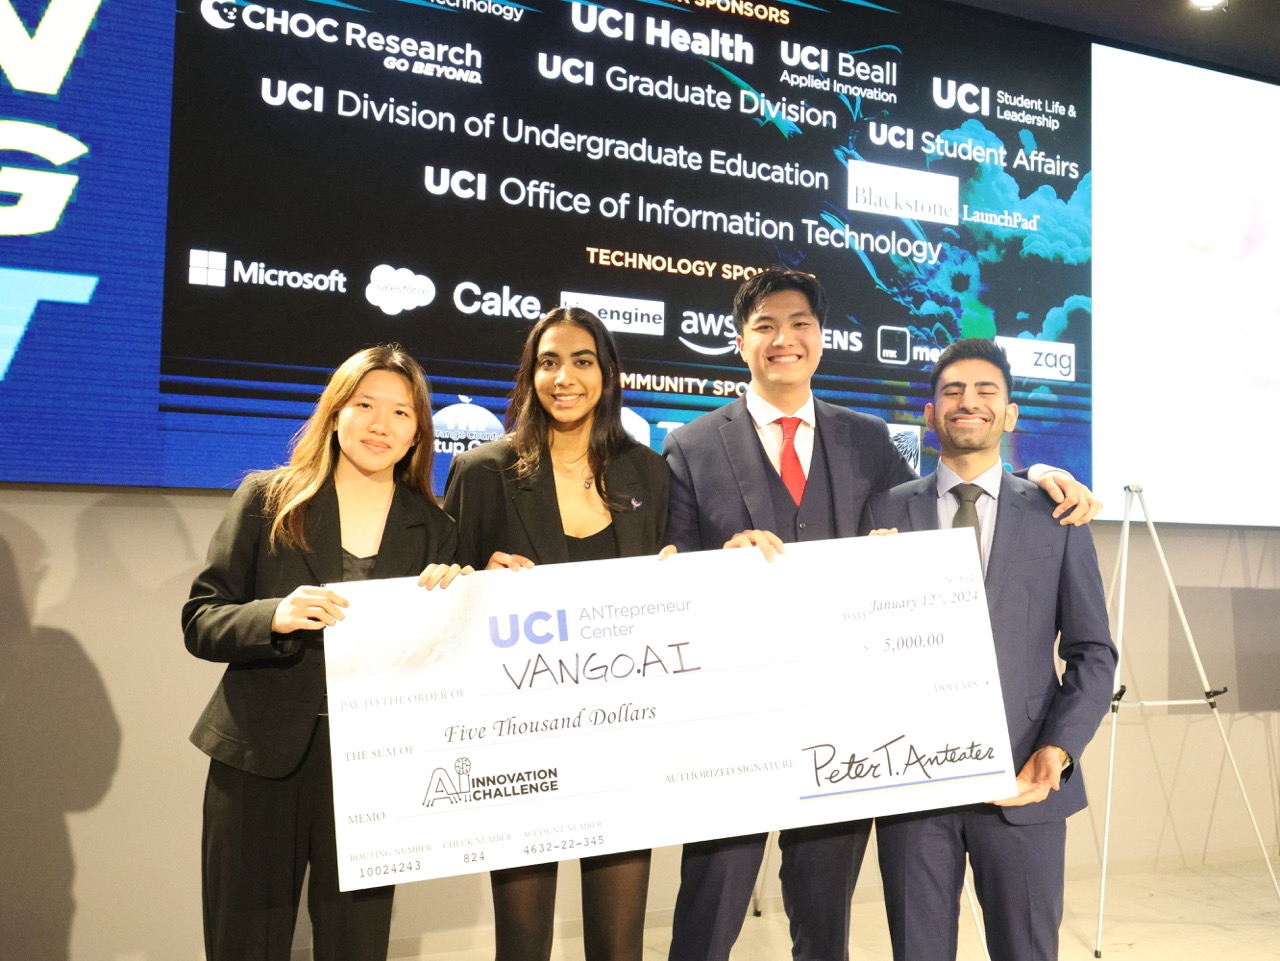 SPONSORS
Technology
CHOC Research
GO BEYOND.
UCI Health
UCI Beall
Applied Innovation
UCI Student Life &
Leadership
UCI Graduate Division
UCI Student Affairs
UCI Division of Undergraduate Education
Blackstone LaunchPad
UCI Office of Information Technology
TECHNOLOGY
Microsoft
salesforce
Cake.
engine
aws
zag
UCI ANTrepreneur
Center
DATE January 12th, 2024
VANGO.AI
$ 5,000.00
PAY TO THE ORDER OF
DOLLARS
Five Thousand Dollars
THE SUM OF
AI INNOVATION
CHALLENGE
MEMO
AUTHORIZED SIGNATURE Peter T. Anteater
ROUTING NUMBER CHECK NUMBER ACCOUNT NUMBER
10024243 824 4632-22-345